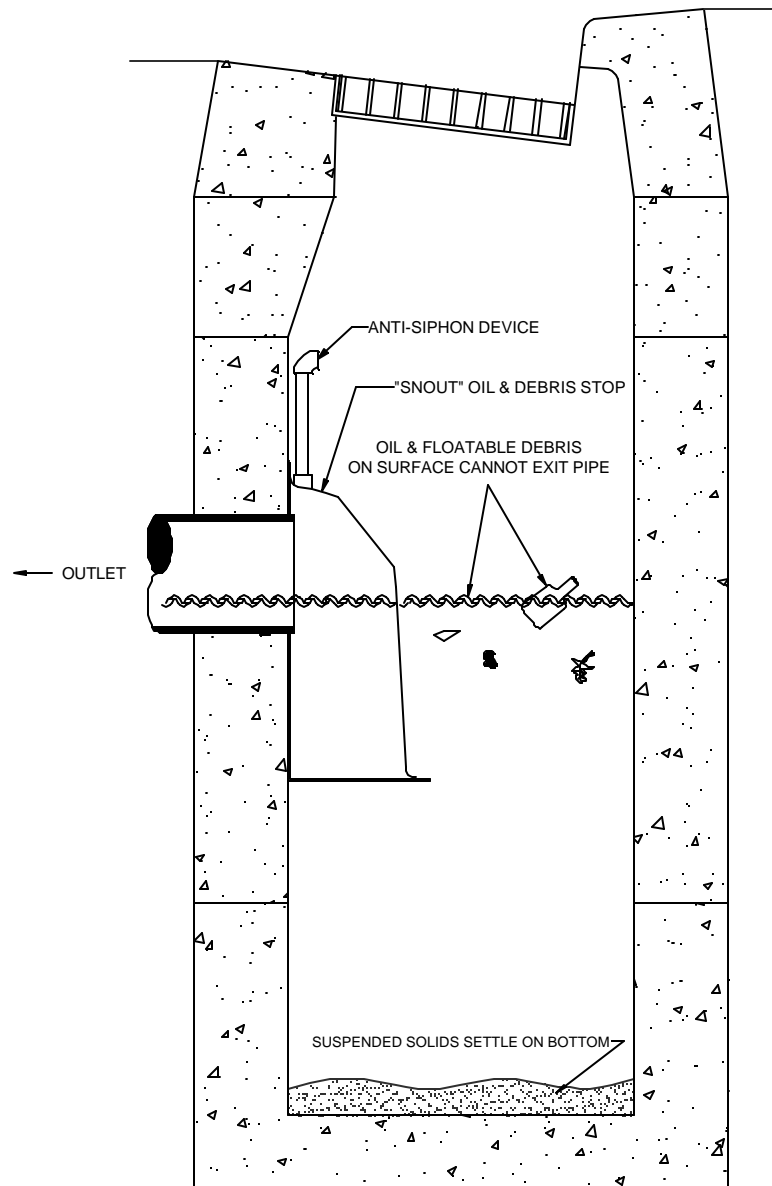 ANTI-SIPHON DEVICE
"SNOUT" OIL & DEBRIS STOP
OIL & FLOATABLE DEBRIS
ON SURFACE CANNOT EXIT PIPE
OUTLET
SUSPENDED SOLIDS SETTLE ON BOTTOM